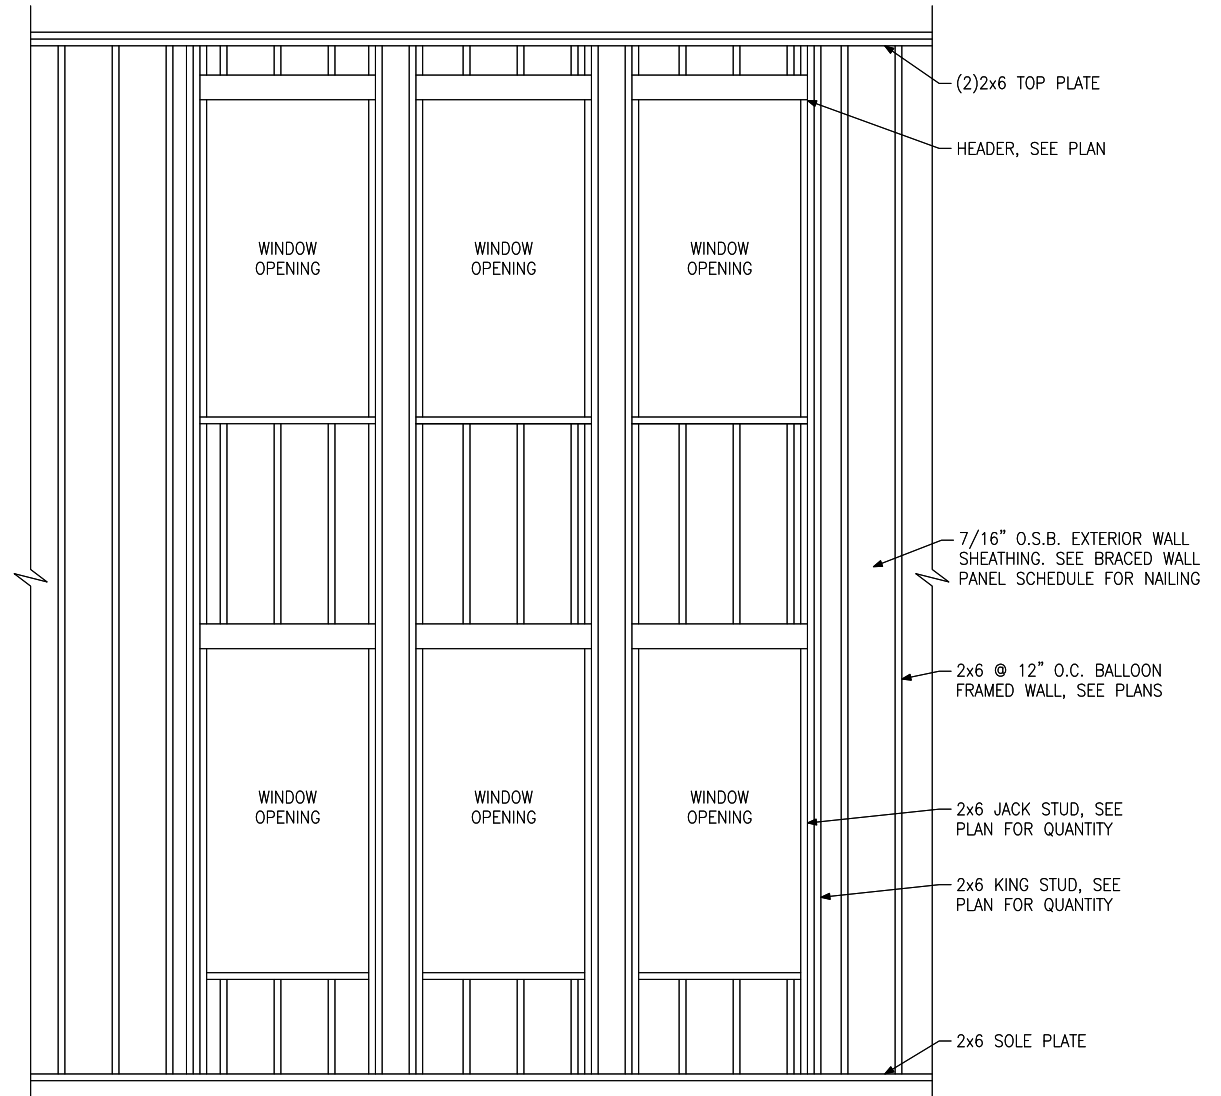 (2)2x6 TOP PLATE
HEADER, SEE PLAN
WINDOW
OPENING
WINDOW
OPENING
WINDOW
OPENING
7/16" O.S.B. EXTERIOR WALL
SHEATHING. SEE BRACED WALL
PANEL SCHEDULE FOR NAILING
2x6 @ 12" O.C. BALLOON
FRAMED WALL, SEE PLANS
WINDOW
OPENING
WINDOW
OPENING
WINDOW
OPENING
2x6 JACK STUD, SEE
PLAN FOR QUANTITY
2x6 KING STUD, SEE
PLAN FOR QUANTITY
2x6 SOLE PLATE